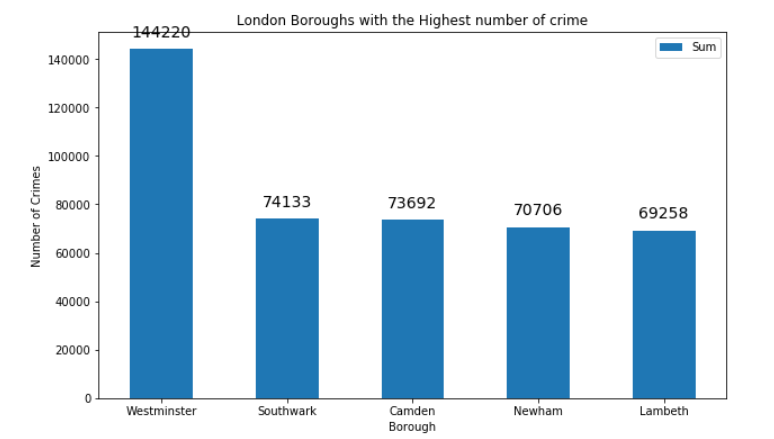 London Boroughs with the Highest number of crime
144220
Sum
140000
120000
100000
80000
60000
40000
20000
0
Number of Crimes
74133
73692
70706
69258
Westminster Southwark Camden Newham Lambeth
Borough